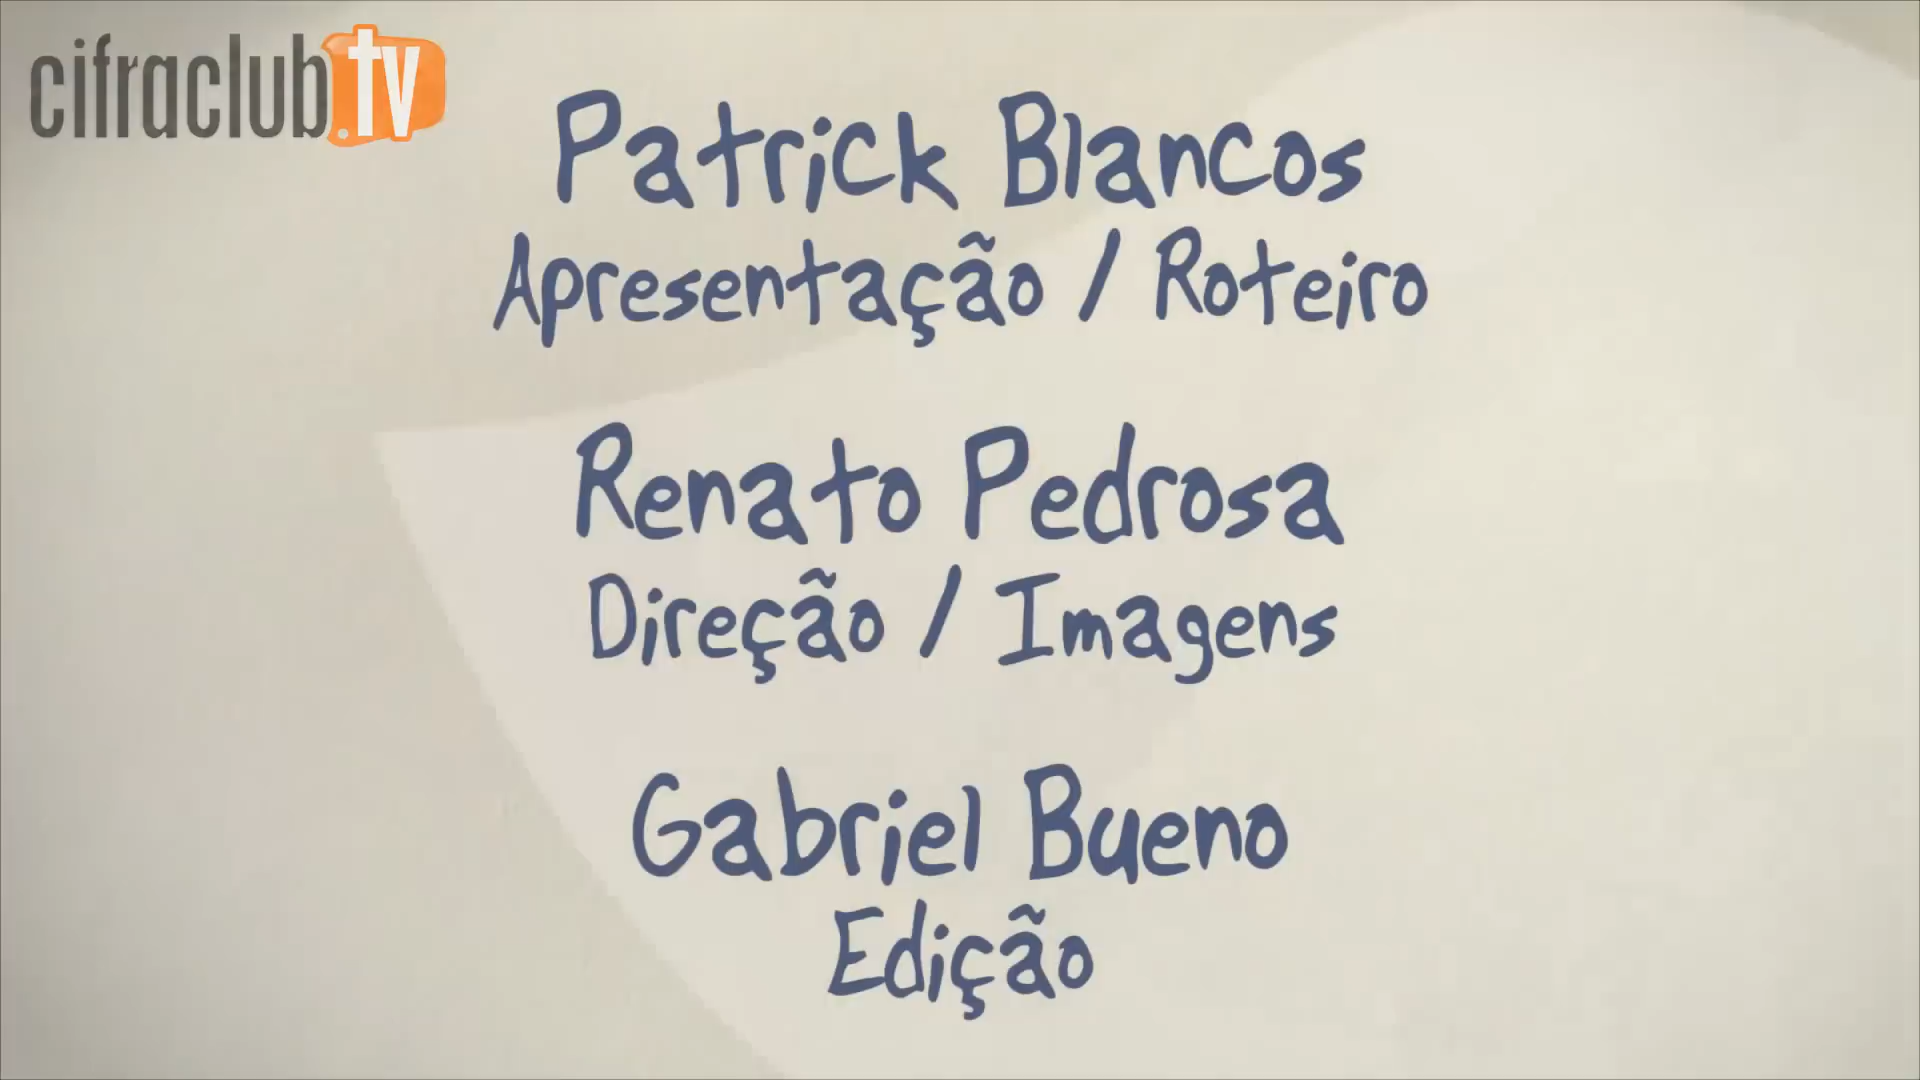 cifraclub.tv
Patrick Blancos
Apresentação / Roteiro
Renato Pedrosa
Direção / Imagens
Gabriel Bueno
Edição